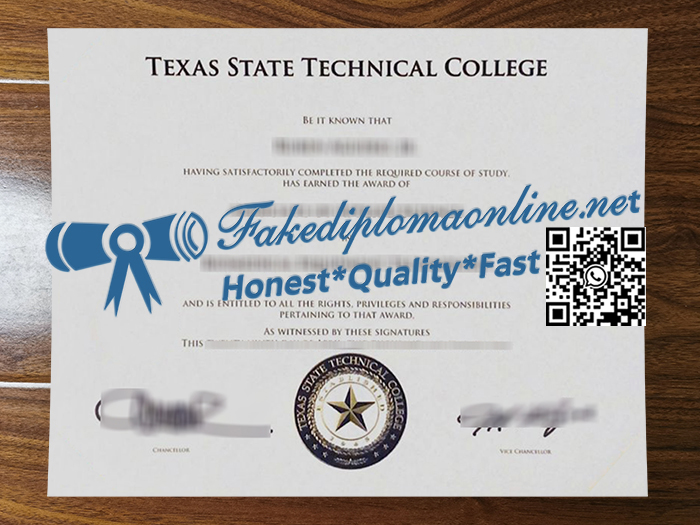 TEXAS STATE TECHNICAL COLLEGE
BE IT KNOWN THAT
HAVING SATISFACTORILY COMPLETED THE REQUIRED COURSE OF STUDY,
HAS EARNED THE AWARD OF
Fakediplomaonline.net
Honest*Quality*Fast
AND IS ENTITLED TO ALL THE RIGHTS, PRIVILEGES AND RESPONSIBILITIES
PERTAINING TO THAT AWARD.
AS WITNESSED BY THESE SIGNATURES
THIS
TEXAS STATE TECHNICAL COLLEGE
ESTABLISHED
CHANCELLOR
VICE CHANCELLOR